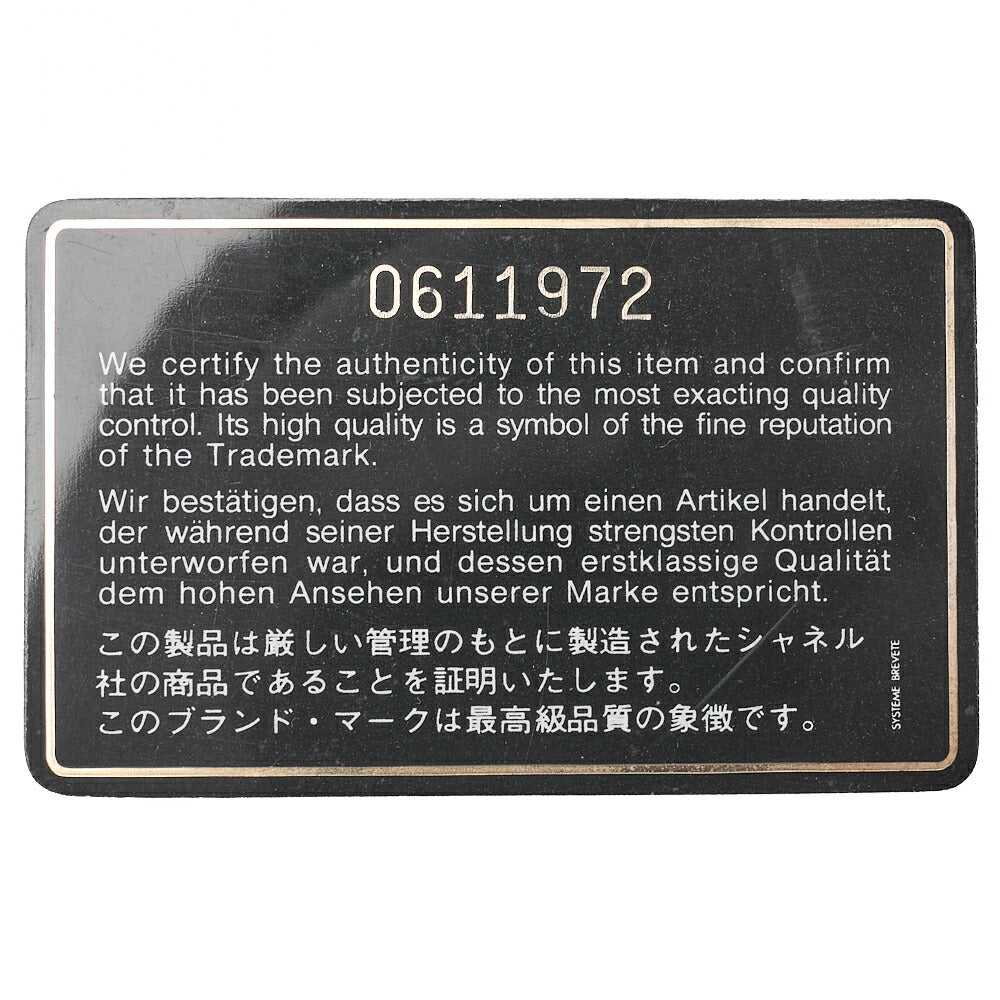 0611972
We certify the authenticity of this item and confirm
that it has been subjected to the most exacting quality
control. Its high quality is a symbol of the fine reputation
of the Trademark.
Wir bestätigen, dass es sich um einen Artikel handelt,
der während seiner Herstellung strengsten Kontrollen
unterworfen war, und dessen erstklassige Qualität
dem hohen Ansehen unserer Marke entspricht.
この製品は厳しい管理のもとに製造されたシャネル
社の商品であることを証明いたします。
このブランド・マークは最高級品質の象徴です。
SYSTEME BREVETE